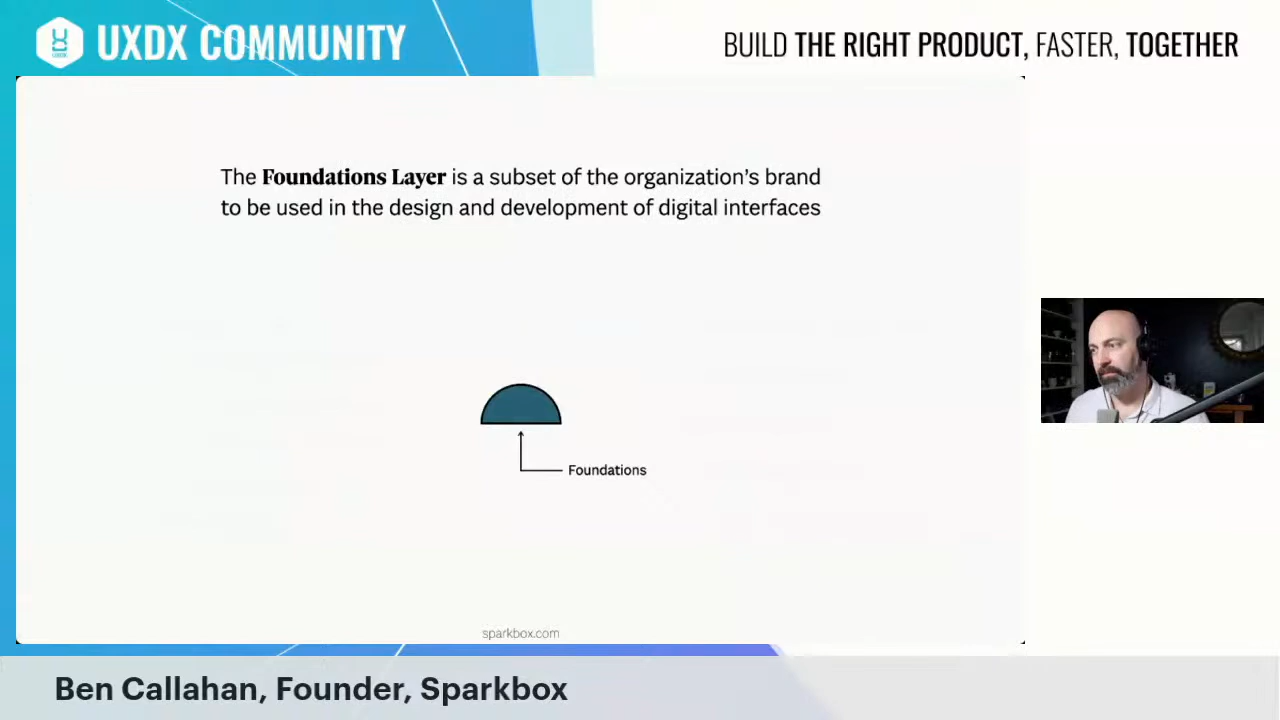 UXDX COMMUNITY
BUILD THE RIGHT PRODUCT, FASTER, TOGETHER
The Foundations Layer is a subset of the organization's brand
to be used in the design and development of digital interfaces
Foundations
sparkbox.com
Ben Callahan, Founder, Sparkbox